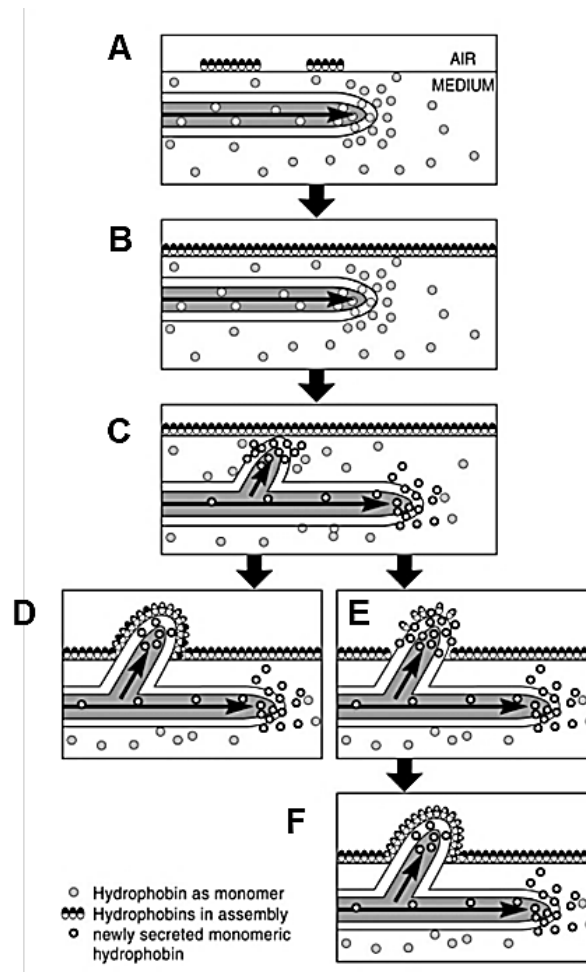 A
AIR
MEDIUM
B
C
D
E
F
Hydrophobin as monomer
Hydrophobins in assembly
newly secreted monomeric
hydrophobin